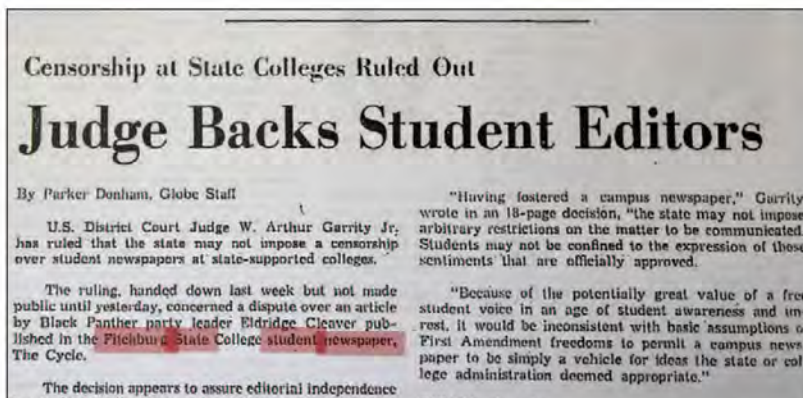 Censorship at State Colleges Ruled Out
Judge Backs Student Editors
By Parker Donham, Globe Staff
U.S. District Court Judge W. Arthur Garrity Jr.
has ruled that the state may not impose a censorship
over student newspapers at state-supported colleges.
The ruling, handed down last week but not made
public until yesterday, concerned a dispute over an article
by Black Panther party leader Eldridge Cleaver pub-
lished in the Fitchburg State College student newspaper,
The Cycle.
The decision appears to assure editorial independence
"Having fostered a campus newspaper," Garrity
wrote in an 18-page decision, "the state may not impose
arbitrary restrictions on the matter to be communicated.
Students may not be confined to the expression of those
sentiments that are officially approved.
"Because of the potentially great value of a free
student voice in an age of student awareness and un-
rest, it would be inconsistent with basic assumptions o
First Amendment freedoms to permit a campus news-
paper to be simply a vehicle for ideas the state or col-
lege administration deemed appropriate."